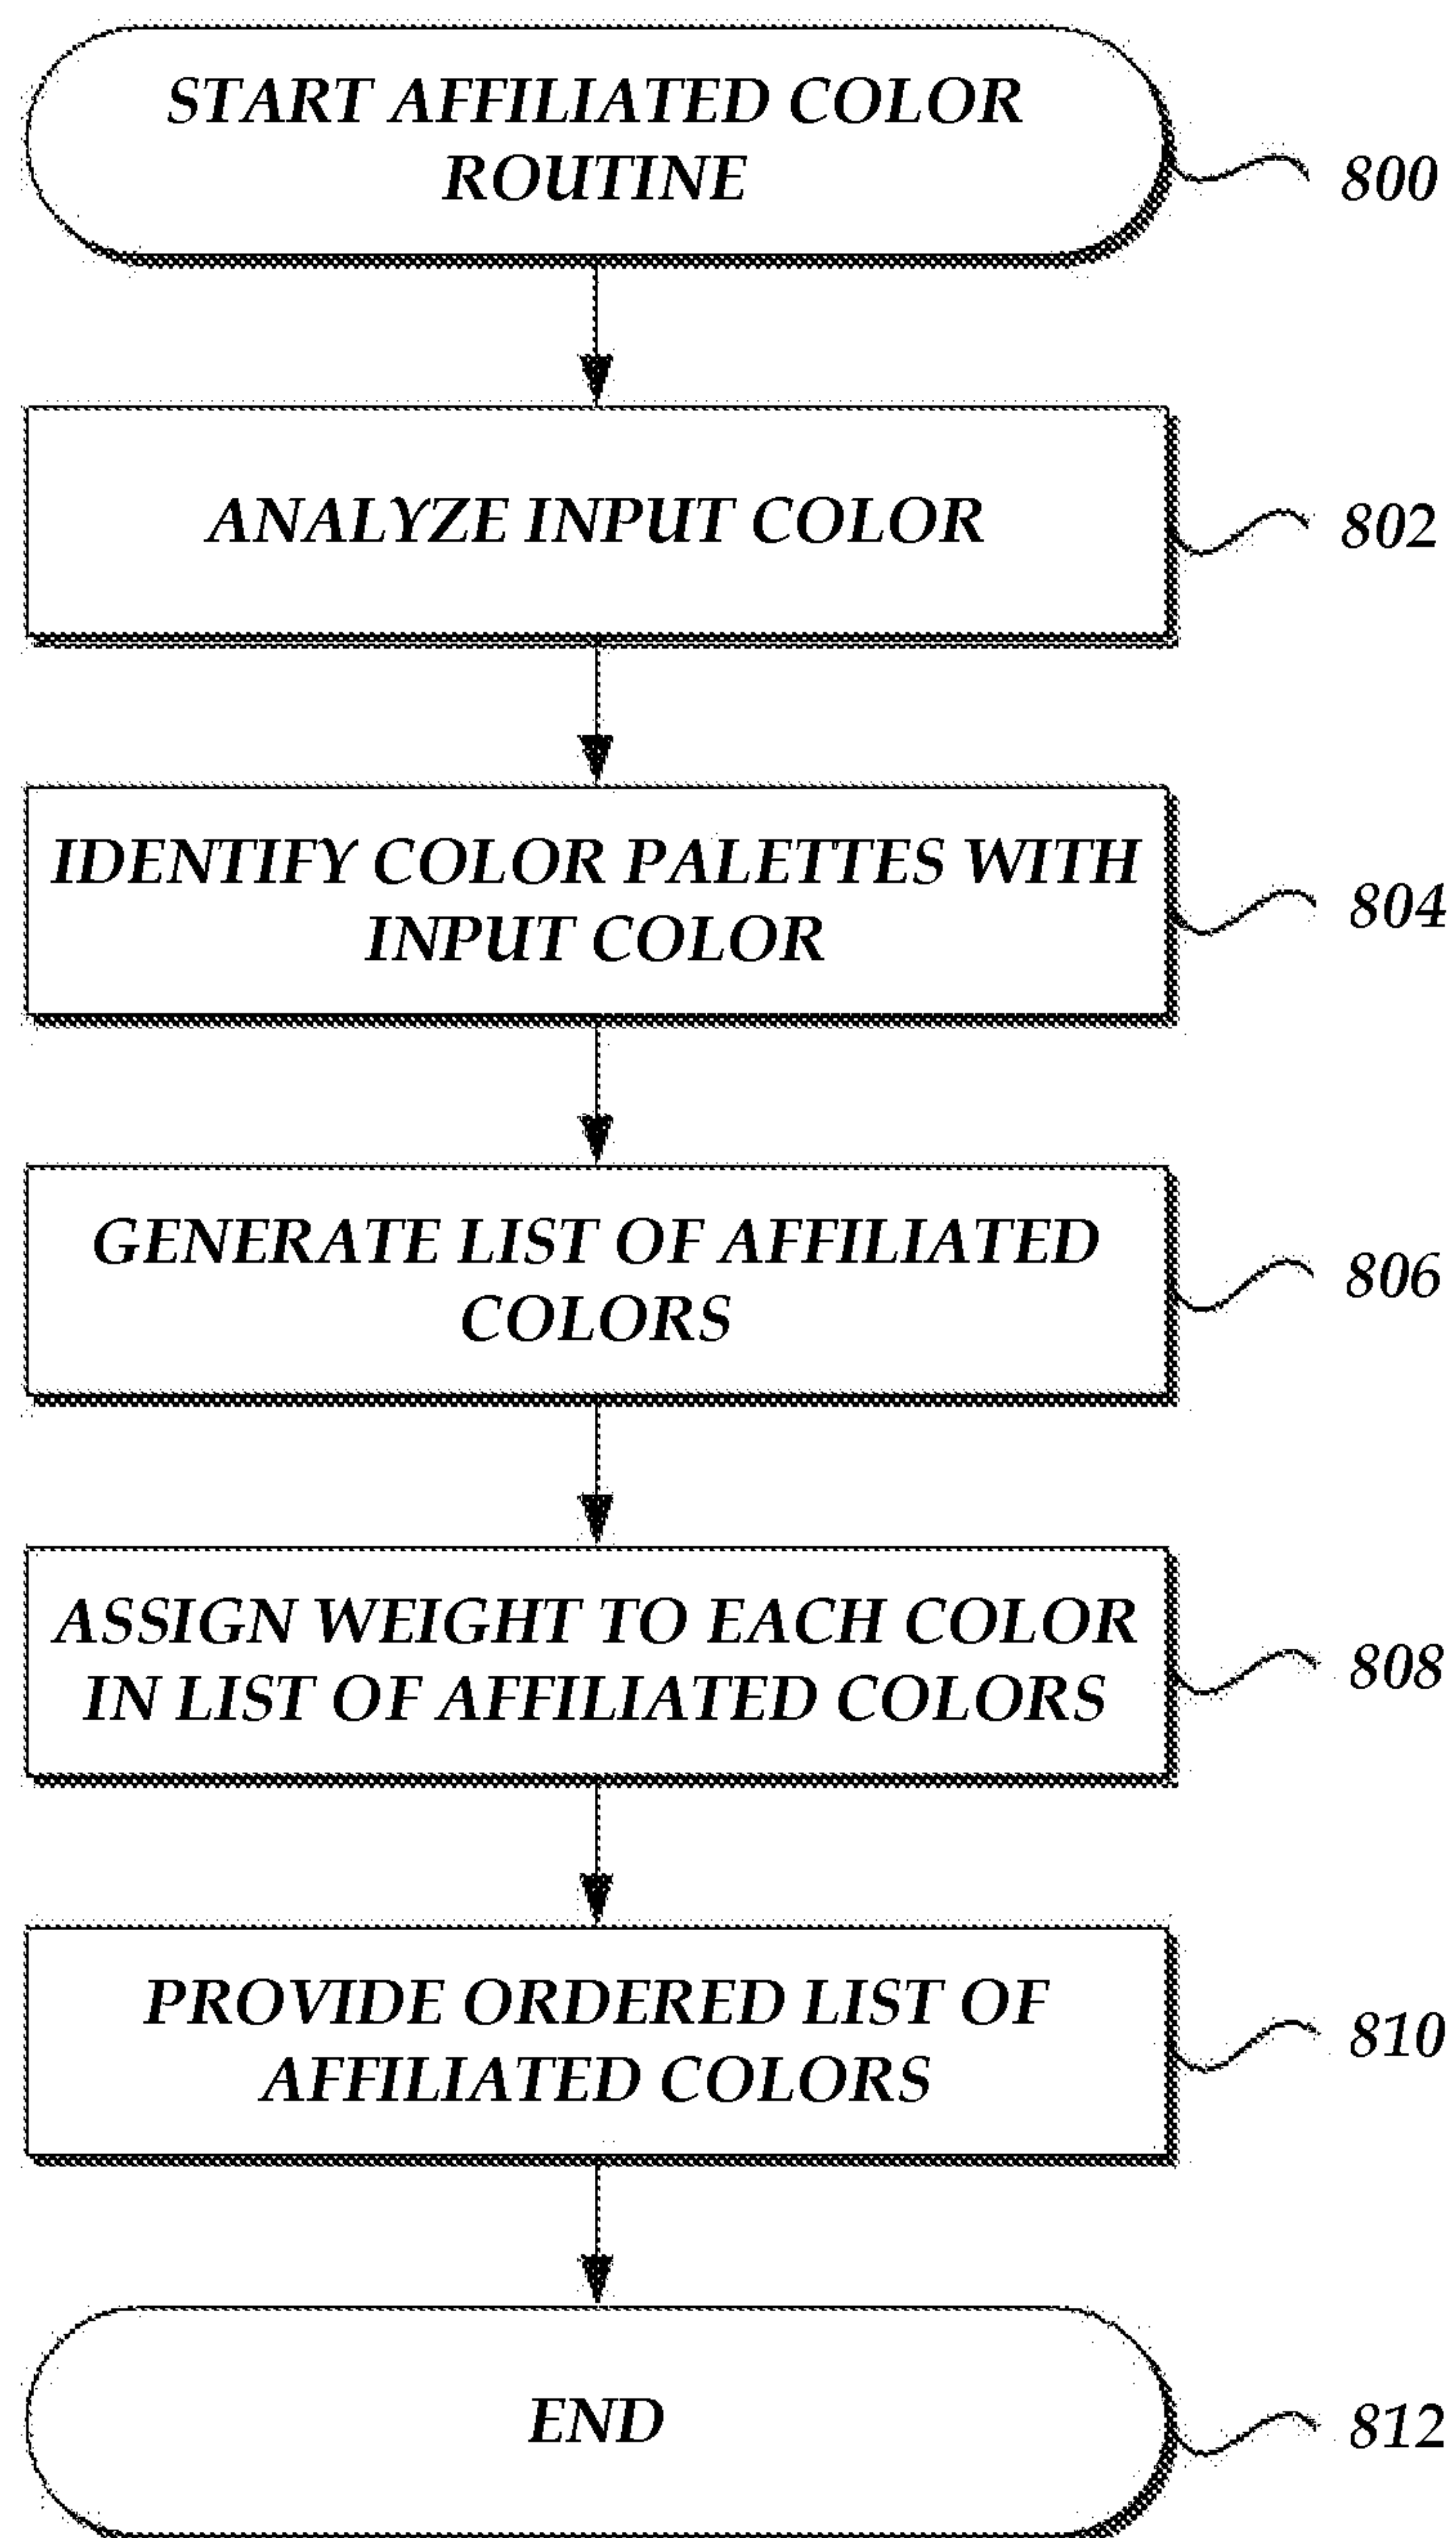 START AFFILIATED COLOR
ROUTINE
800
ANALYZE INPUT COLOR
802
IDENTIFY COLOR PALETTES WITH
INPUT COLOR
804
GENERATE LIST OF AFFILIATED
COLORS
806
ASSIGN WEIGHT TO EACH COLOR
IN LIST OF AFFILIATED COLORS
808
PROVIDE ORDERED LIST OF
AFFILIATED COLORS
810
END
812